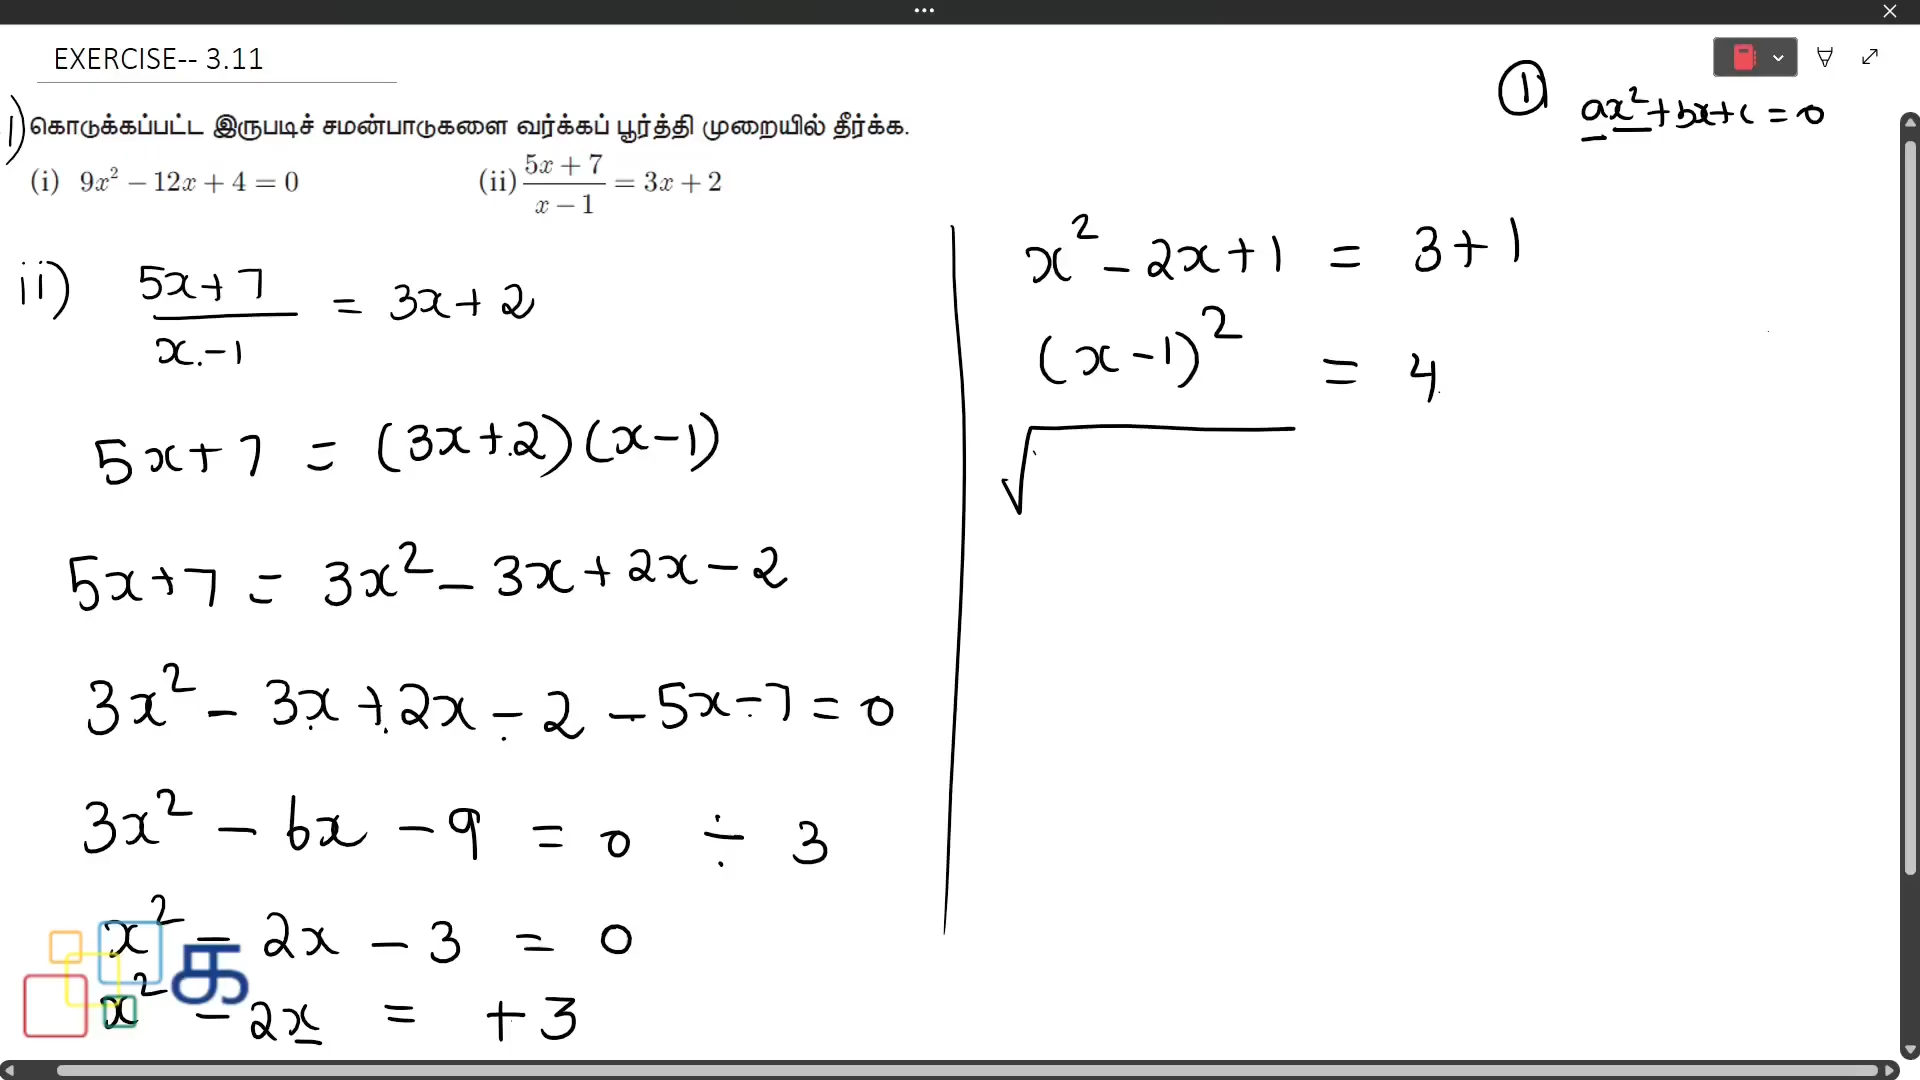 EXERCISE-- 3.11
1) கொடுக்கப்பட்ட இருபடிச் சமன்பாடுகளை வர்க்கப் பூர்த்தி முறையில் தீர்க்க.
(i) 9x² − 12x + 4 = 0 (ii) (5x + 7)/(x − 1) = 3x + 2
ii) (5x+7)/(x-1) = 3x+2
5x+7 = (3x+2)(x-1)
5x+7 = 3x² - 3x + 2x - 2
3x² - 3x + 2x - 2 - 5x - 7 = 0
3x² - 6x - 9 = 0 ÷ 3
x² - 2x - 3 = 0
x² - 2x = +3
க
① ax²+bx+c = 0
x² - 2x + 1 = 3 + 1
(x-1)² = 4
√